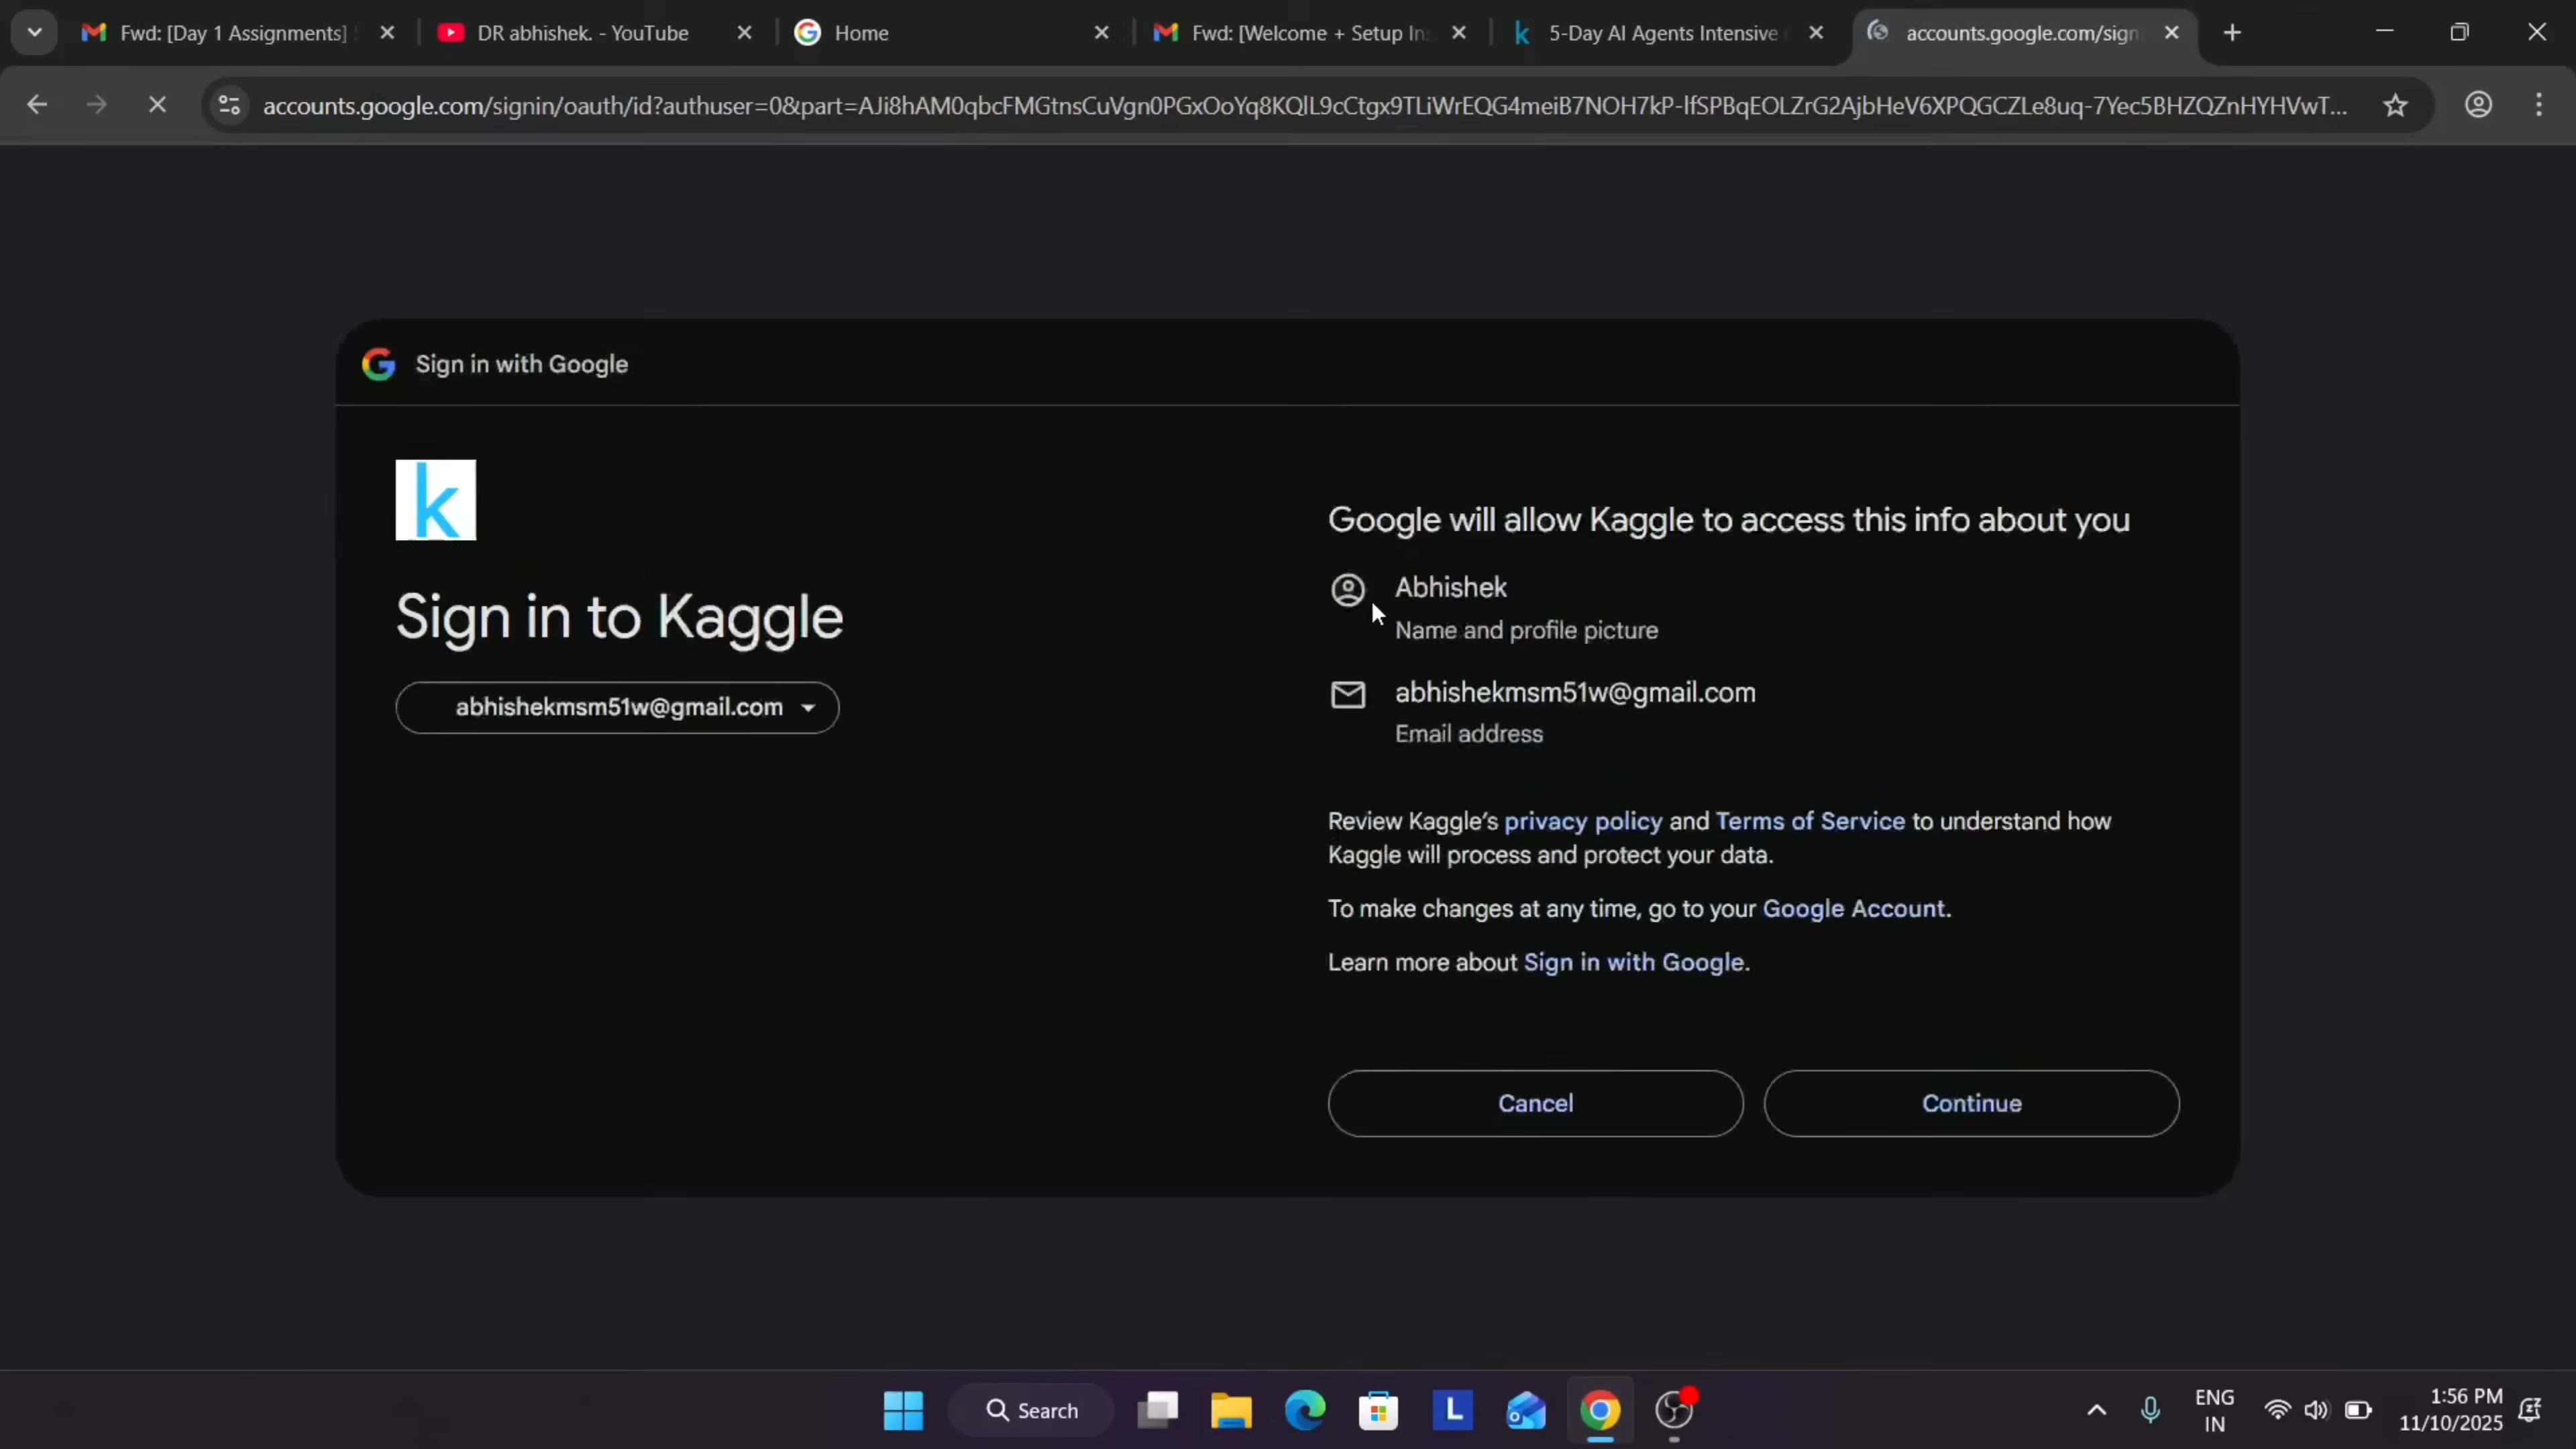 Fwd: [Day 1 Assignments]
DR abhishek. - YouTube
Home
Fwd: [Welcome + Setup Ins
5-Day AI Agents Intensive
accounts.google.com/sign
accounts.google.com/signin/oauth/id?authuser=0&part=
Sign in with Google
k
Sign in to Kaggle
abhishekmsm51w@gmail.com
Google will allow Kaggle to access this info about you
Abhishek
Name and profile picture
abhishekmsm51w@gmail.com
Email address
Review Kaggle's privacy policy and Terms of Service to understand how
Kaggle will process and protect your data.
To make changes at any time, go to your Google Account.
Learn more about Sign in with Google.
Cancel
Continue
Search
L
ENG
IN
1:56 PM
11/10/2025